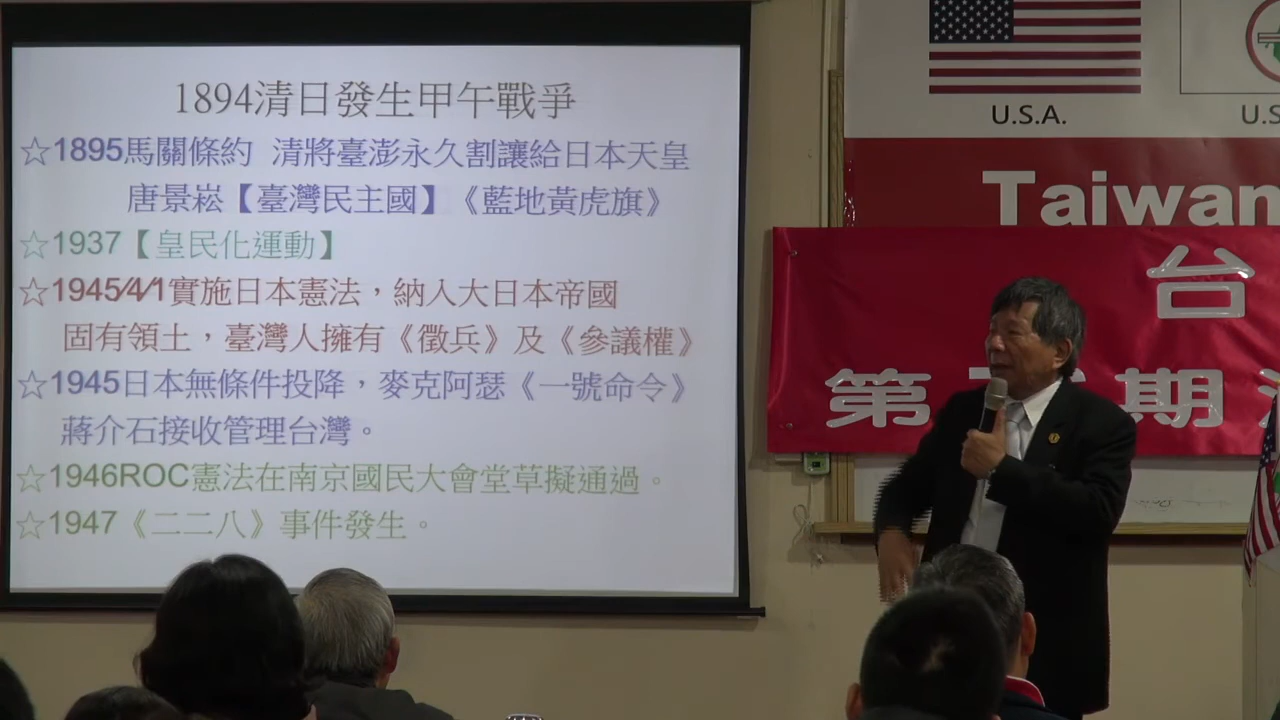 1894清日發生甲午戰爭
☆1895馬關條約 清將臺澎永久割讓給日本天皇
唐景崧【臺灣民主國】《藍地黃虎旗》
☆1937【皇民化運動】
☆1945/4/1實施日本憲法，納入大日本帝國
固有領土，臺灣人擁有《徵兵》及《參議權》
☆1945日本無條件投降，麥克阿瑟《一號命令》
蔣介石接收管理台灣。
☆1946ROC憲法在南京國民大會堂草擬通過。
☆1947《二二八》事件發生。
U.S.A.
U.S
Taiwan
台
第 期